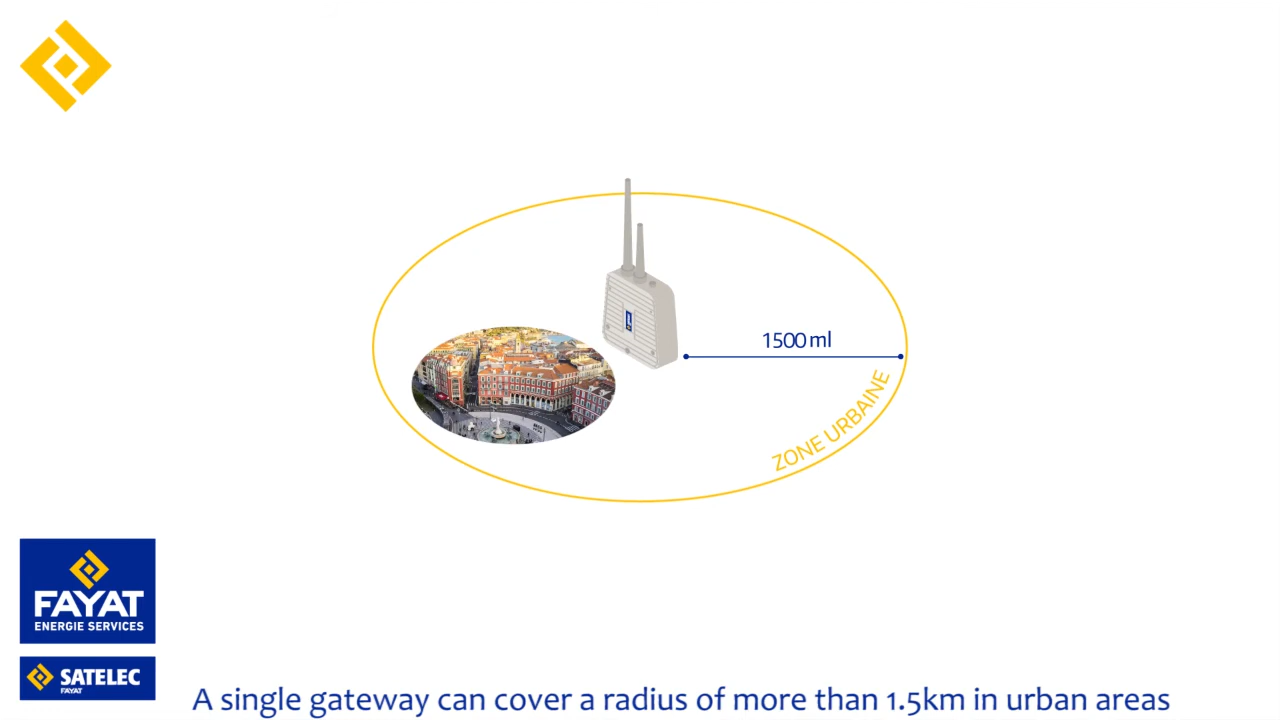 1500 ml
ZONE URBAINE
FAYAT
ENERGIE SERVICES
SATELEC
FAYAT
A single gateway can cover a radius of more than 1.5km in urban areas